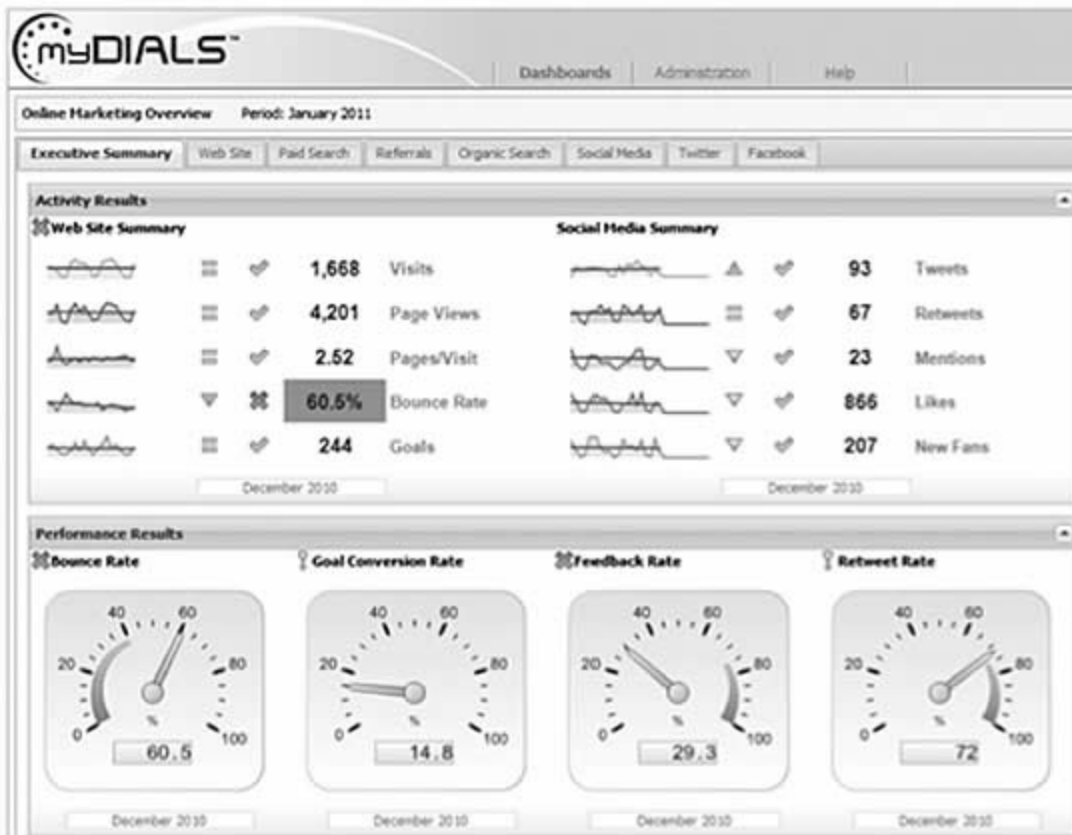 myDIALS™
Dashboards Adminstration Help
Online Marketing Overview Period: January 2011
Executive Summary Web Site Paid Search Referrals Organic Search Social Media Twitter Facebook
Activity Results
Web Site Summary Social Media Summary
1,668 Visits 93 Tweets
4,201 Page Views 67 Retweets
2.52 Pages/Visit 23 Mentions
60.5% Bounce Rate 866 Likes
244 Goals 207 New Fans
December 2010 December 2010
Performance Results
Bounce Rate Goal Conversion Rate Feedback Rate Retweet Rate
40 60 40 60 40 60 40 60
20 80 20 80 20 80 20 80
% % % %
0 100 0 100 0 100 0 100
60.5 14.8 29.3 72
December 2010 December 2010 December 2010 December 2010